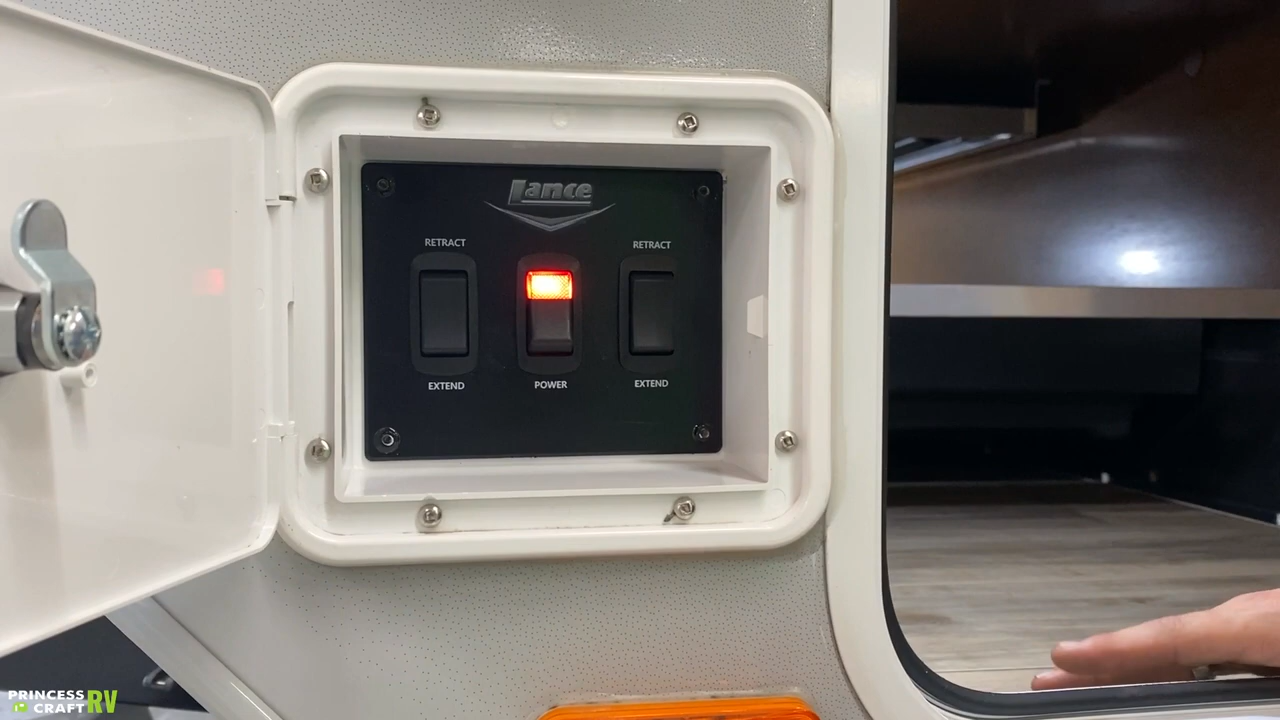 Lance
RETRACT
RETRACT
EXTEND
POWER
EXTEND
PRINCESS
CRAFT RV